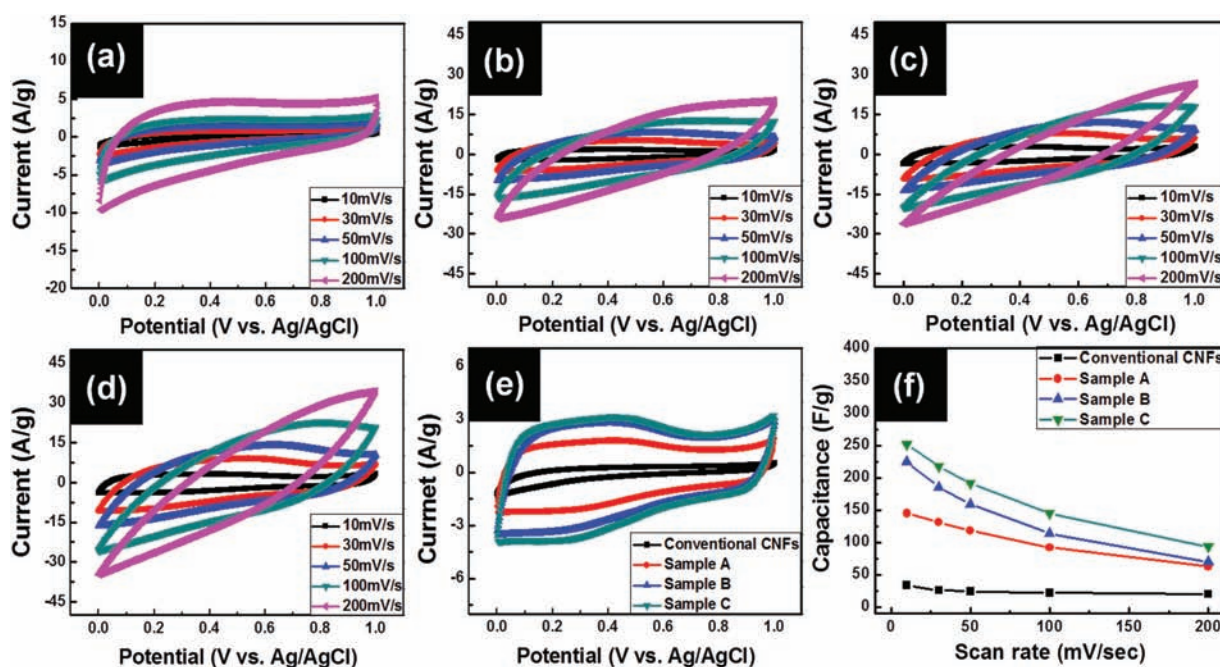 (a)
Current (A/g)
15
10
5
0
-5
-10
-15
-20
0.0 0.2 0.4 0.6 0.8 1.0
Potential (V vs. Ag/AgCl)
10mV/s
30mV/s
50mV/s
100mV/s
200mV/s
(b)
Current (A/g)
45
30
15
0
-15
-30
-45
0.0 0.2 0.4 0.6 0.8 1.0
Potential (V vs. Ag/AgCl)
10mV/s
30mV/s
50mV/s
100mV/s
200mV/s
(c)
Current (A/g)
45
30
15
0
-15
-30
-45
0.0 0.2 0.4 0.6 0.8 1.0
Potential (V vs. Ag/AgCl)
10mV/s
30mV/s
50mV/s
100mV/s
200mV/s
(d)
Current (A/g)
45
30
15
0
-15
-30
-45
0.0 0.2 0.4 0.6 0.8 1.0
Potential (V vs. Ag/AgCl)
10mV/s
30mV/s
50mV/s
100mV/s
200mV/s
(e)
Currnet (A/g)
6
3
0
-3
-6
0.0 0.2 0.4 0.6 0.8 1.0
Potential (V vs. Ag/AgCl)
Conventional CNFs
Sample A
Sample B
Sample C
(f)
Capacitance (F/g)
400
350
300
250
200
150
100
50
0
0 50 100 150 200
Scan rate (mV/sec)
Conventional CNFs
Sample A
Sample B
Sample C